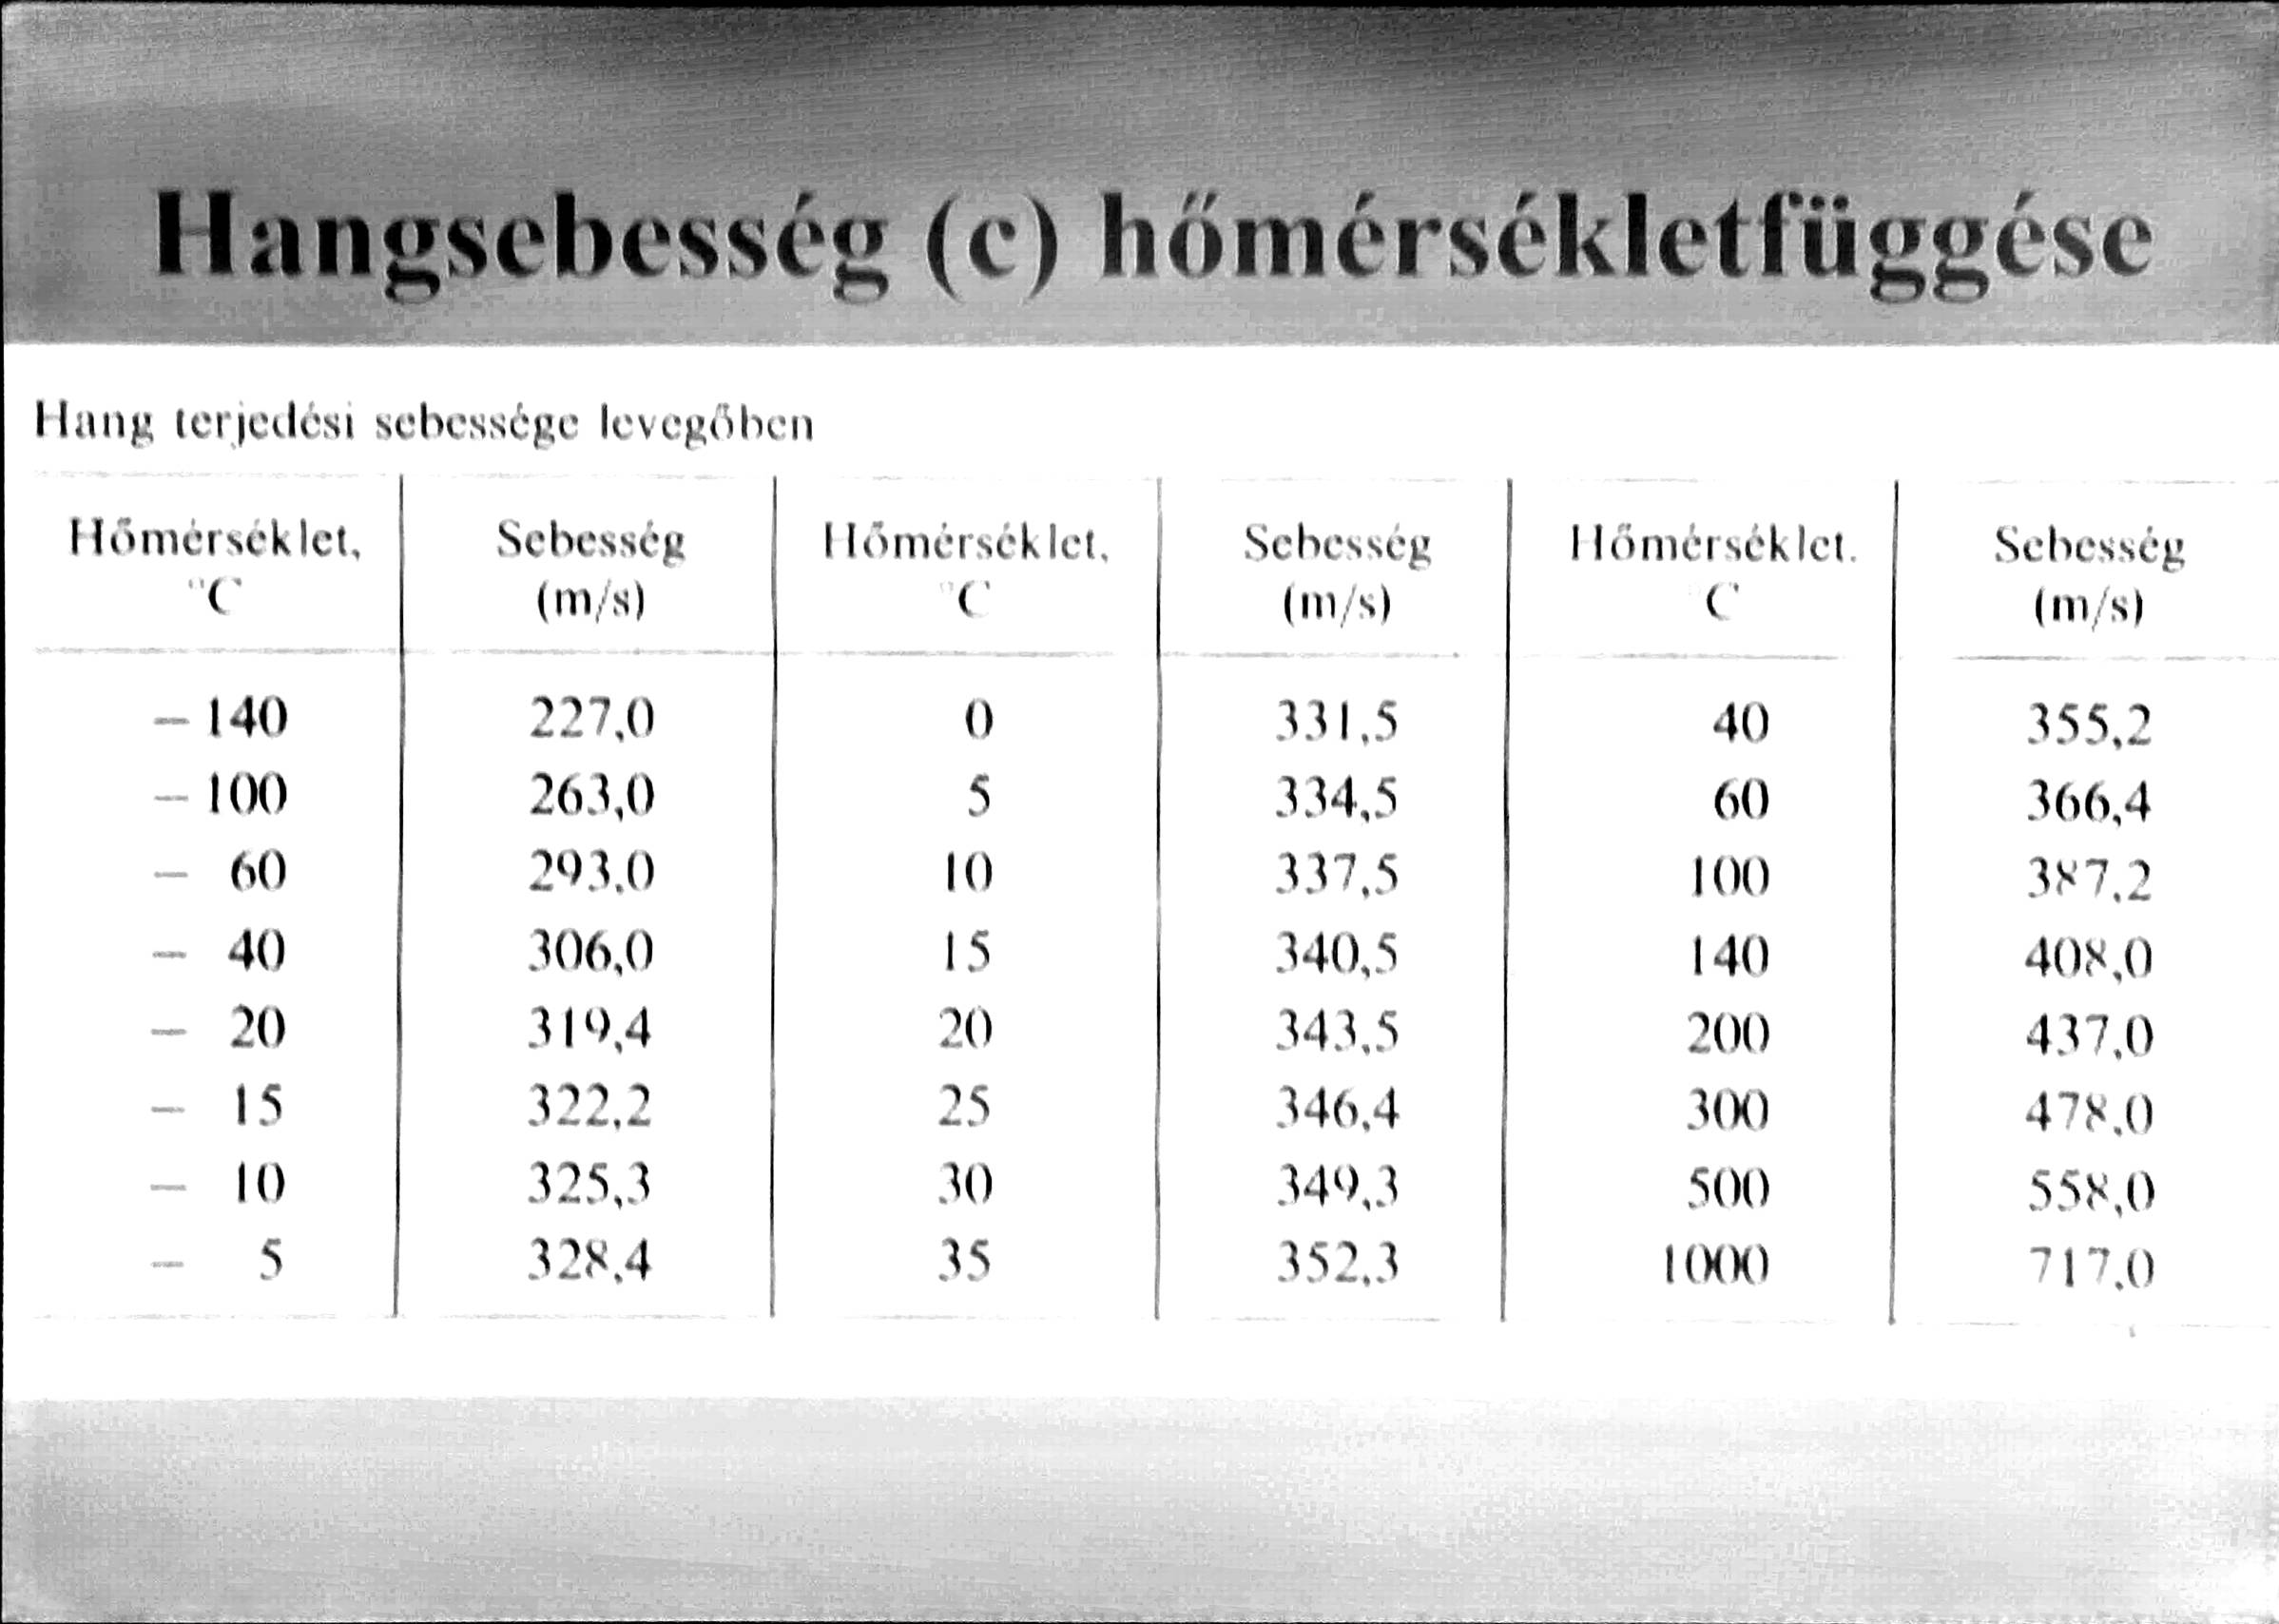 Hangsebesség (c) hőmérsékletfüggése
Hang terjedési sebessége levegőben
Hőmérséklet, Sebesség Hőmérséklet, Sebesség Hőmérséklet, Sebesség
°C (m/s) °C (m/s) °C (m/s)
– 140 227,0 0 331,5 40 355,2
– 100 263,0 5 334,5 60 366,4
– 60 293,0 10 337,5 100 387,2
– 40 306,0 15 340,5 140 408,0
– 20 319,4 20 343,5 200 437,0
– 15 322,2 25 346,4 300 478,0
– 10 325,3 30 349,3 500 558,0
– 5 328,4 35 352,3 1000 717,0